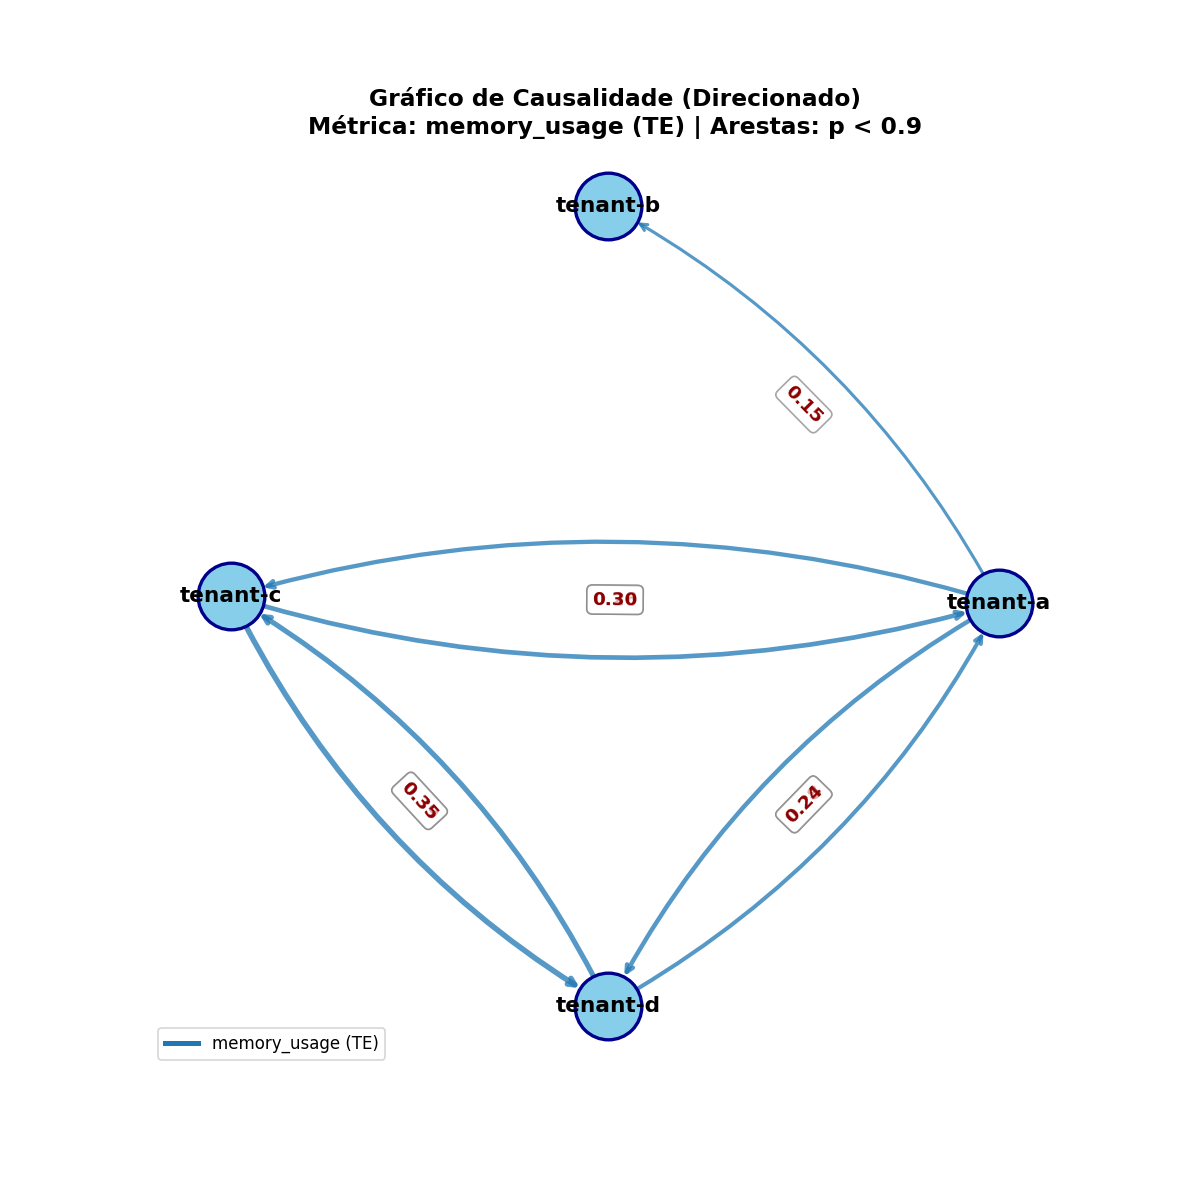 Gráfico de Causalidade (Direcionado)
Métrica: memory_usage (TE) | Arestas: p < 0.9
tenant-b
0.15
tenant-c
0.30
tenant-a
0.35
0.24
tenant-d
memory_usage (TE)